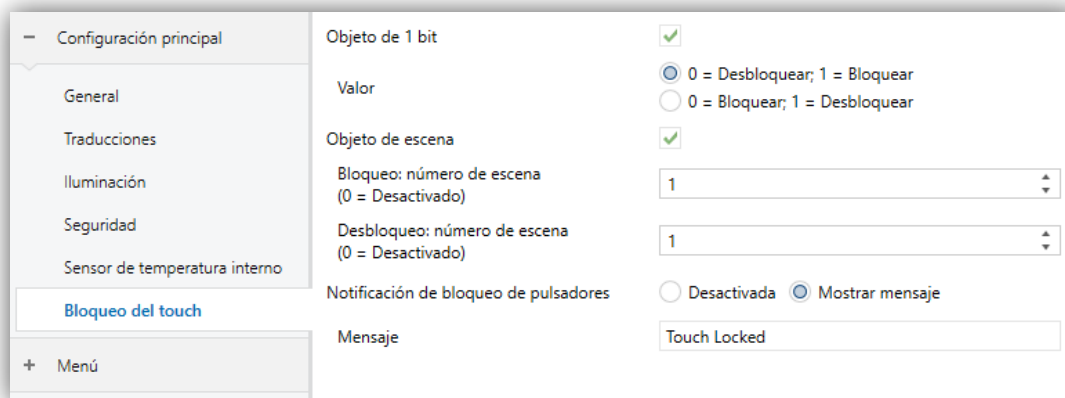 Configuración principal
General
Traducciones
Iluminación
Seguridad
Sensor de temperatura interno
Bloqueo del touch
Menú
Objeto de 1 bit
Valor
0 = Desbloquear; 1 = Bloquear
0 = Bloquear; 1 = Desbloquear
Objeto de escena
Bloqueo: número de escena
(0 = Desactivado)
1
Desbloqueo: número de escena
(0 = Desactivado)
1
Notificación de bloqueo de pulsadores
Desactivada Mostrar mensaje
Mensaje
Touch Locked